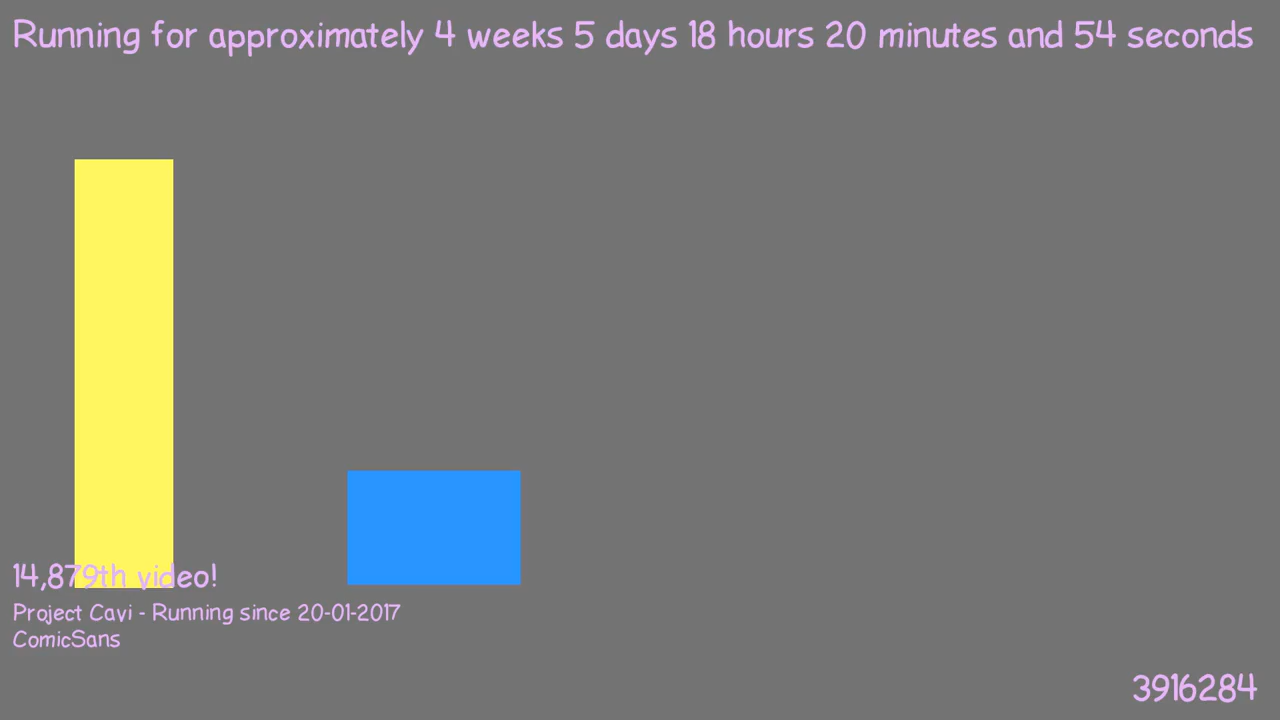 Running for approximately 4 weeks 5 days 18 hours 20 minutes and 54 seconds
14,879th video!
Project Cavi - Running since 20-01-2017
ComicSans
3916284